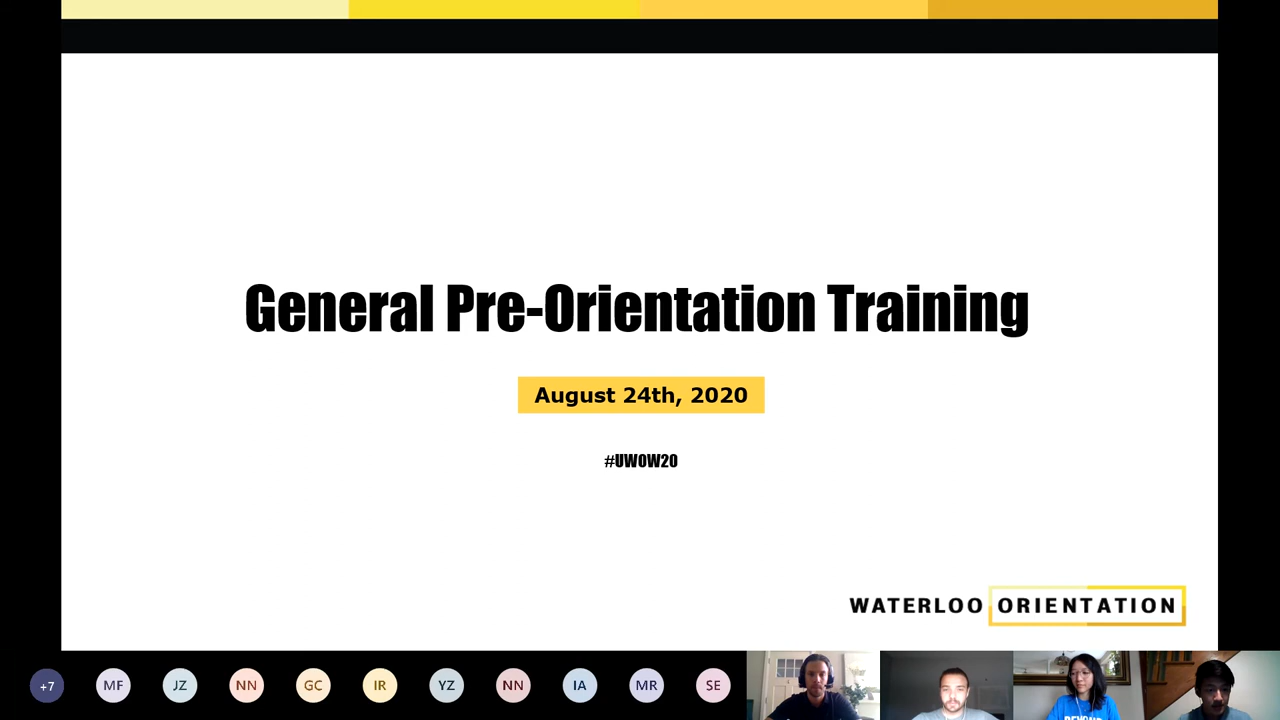 General Pre-Orientation Training
August 24th, 2020
#UWOW20
WATERLOO ORIENTATION
+7 MF JZ NN GC IR YZ NN IA MR SE
BEYOND